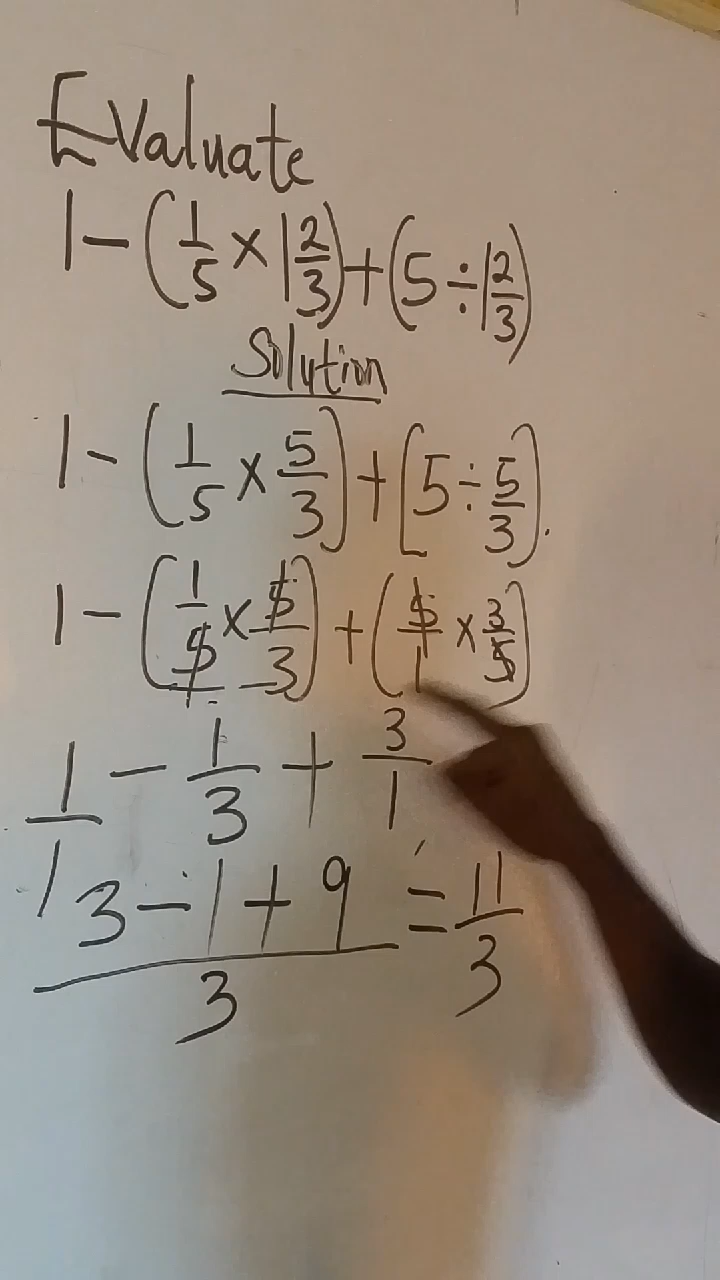 Evaluate
1 - (1/5 × 1 2/3) + (5 ÷ 1 2/3)
Solution
1 - (1/5 × 5/3) + [5 ÷ 5/3).
1 - (1/5 × 5/3) + (5/1 × 3/5)
1/1 - 1/3 + 3/1
3 - 1 + 9 / 3 = 11/3